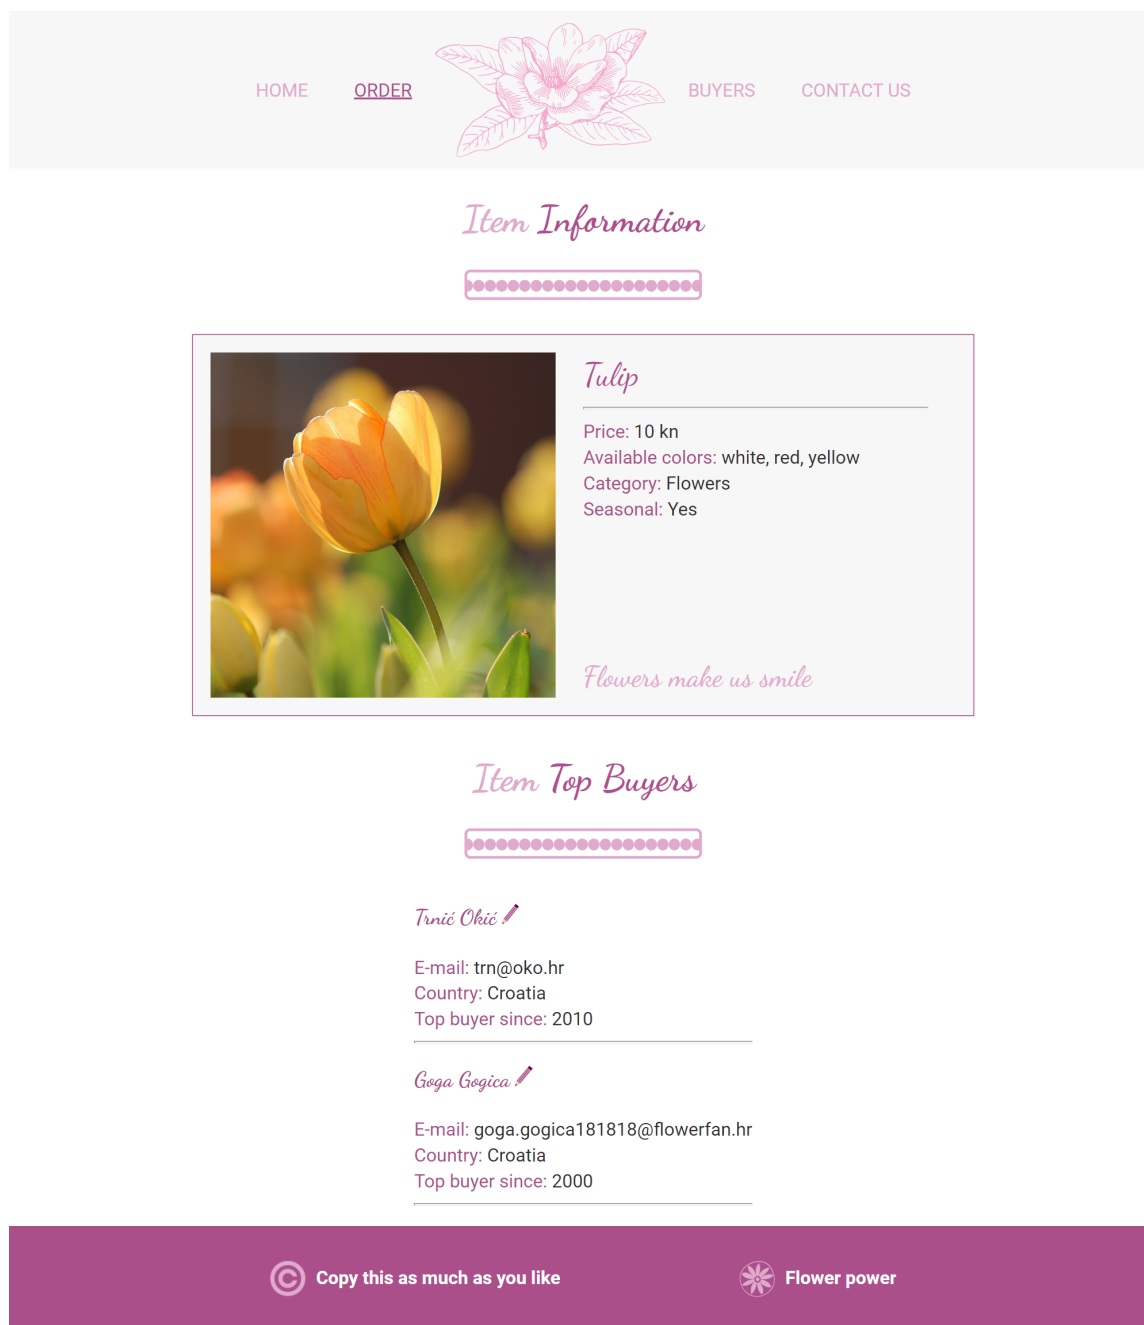 HOME ORDER BUYERS CONTACT US
Item Information
Tulip
Price: 10 kn
Available colors: white, red, yellow
Category: Flowers
Seasonal: Yes
Flowers make us smile
Item Top Buyers
Trnić Okić
E-mail: trn@oko.hr
Country: Croatia
Top buyer since: 2010
Goga Gogica
E-mail: goga.gogica181818@flowerfan.hr
Country: Croatia
Top buyer since: 2000
© Copy this as much as you like Flower power